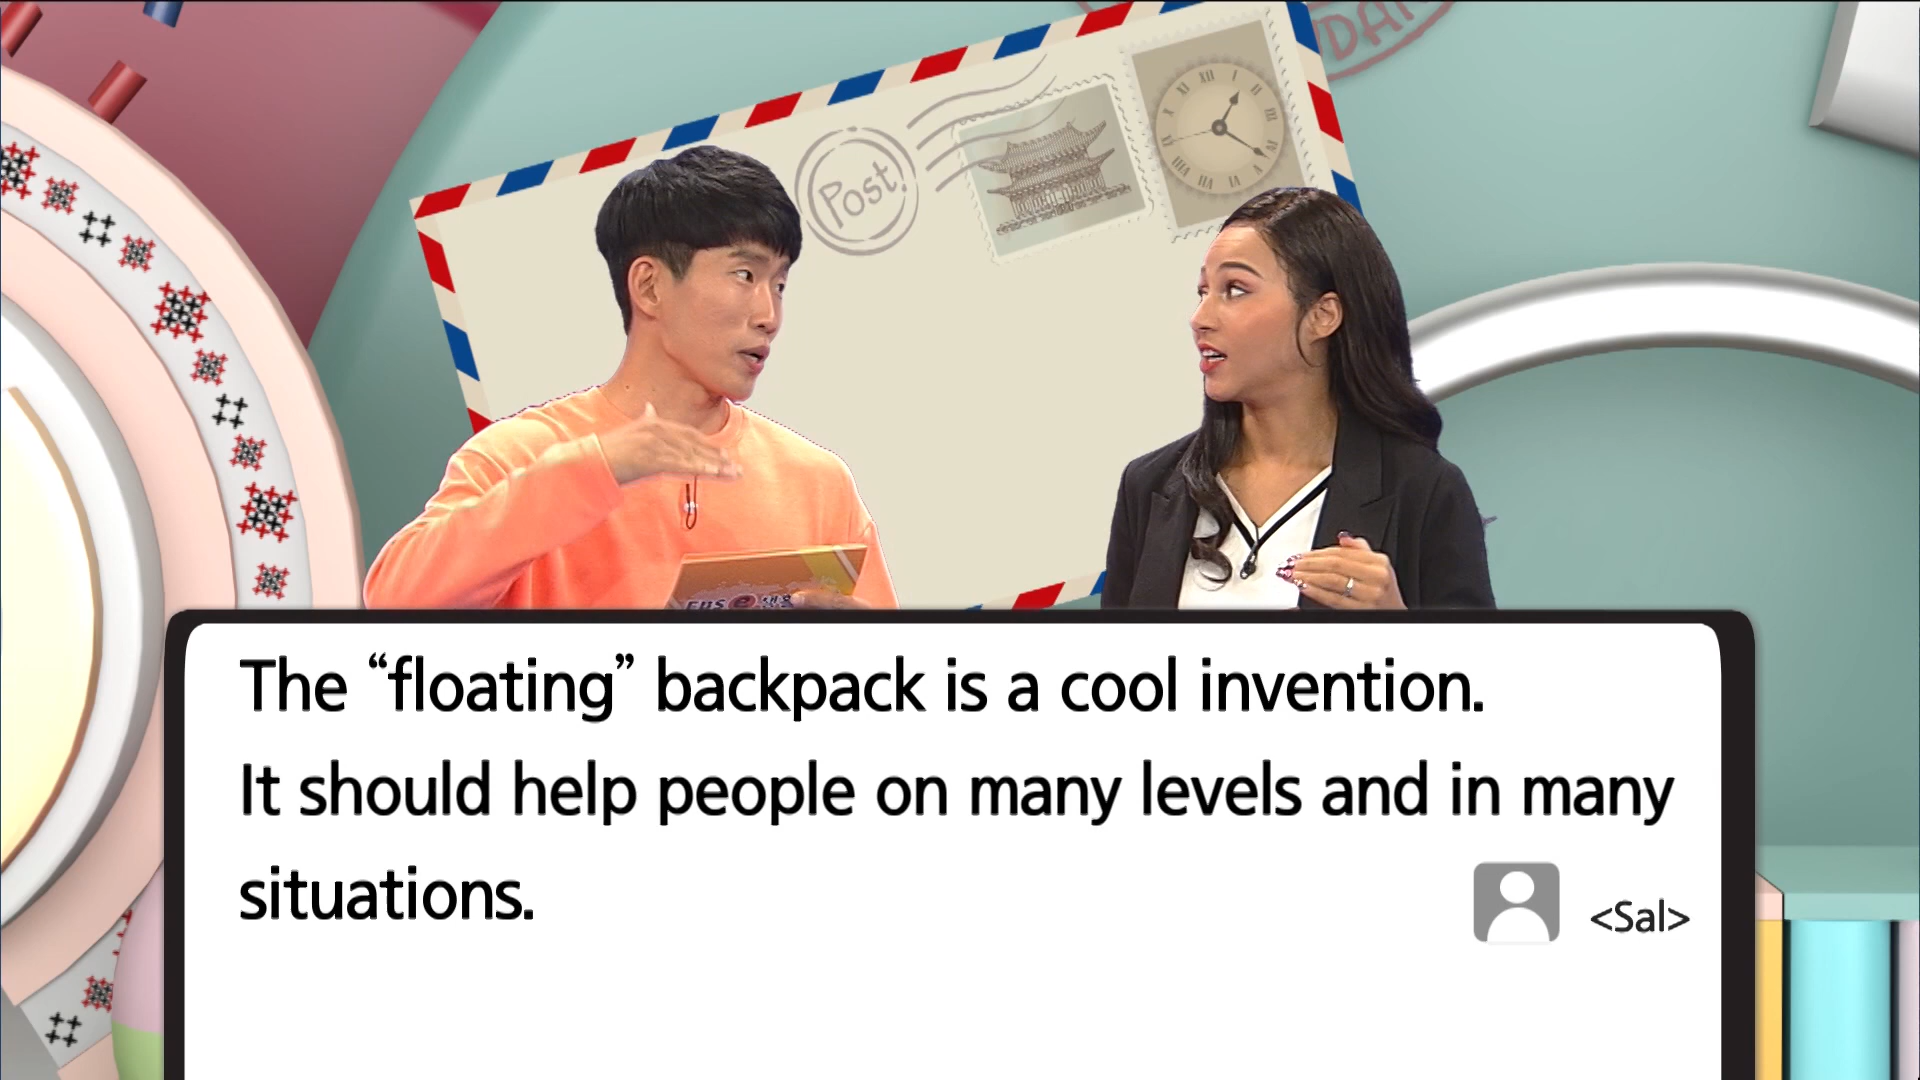 Post!
The “floating” backpack is a cool invention.
It should help people on many levels and in many
situations.
<Sal>